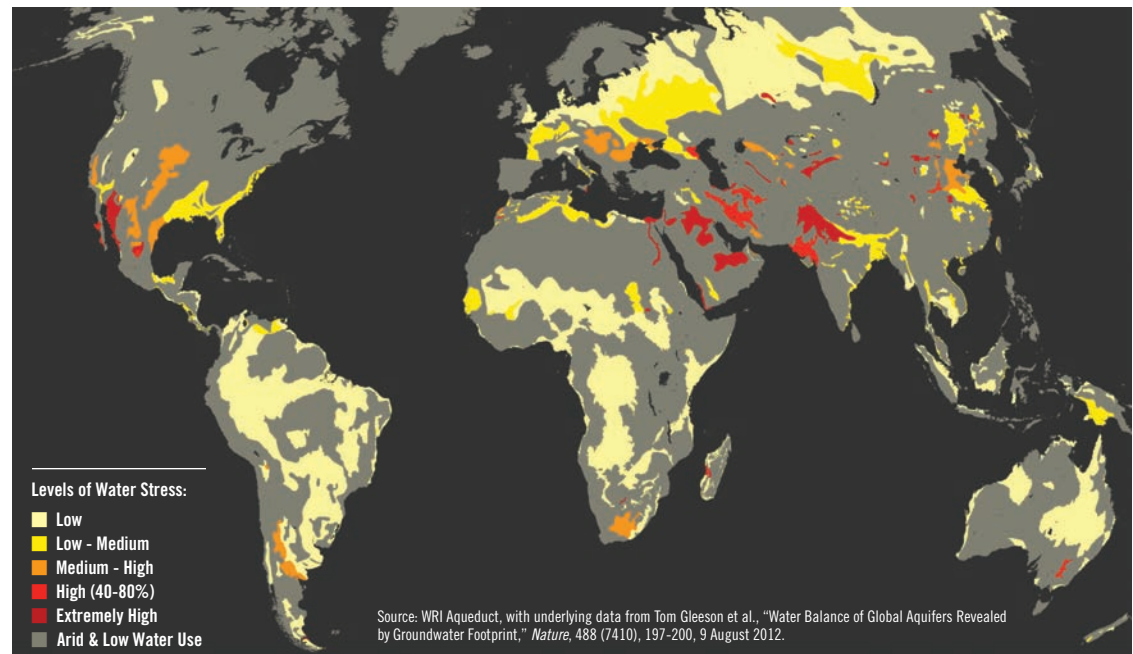 Levels of Water Stress:
Low
Low - Medium
Medium - High
High (40-80%)
Extremely High
Arid & Low Water Use
Source: WRI Aqueduct, with underlying data from Tom Gleeson et al., “Water Balance of Global Aquifers Revealed
by Groundwater Footprint,” Nature, 488 (7410), 197-200, 9 August 2012.